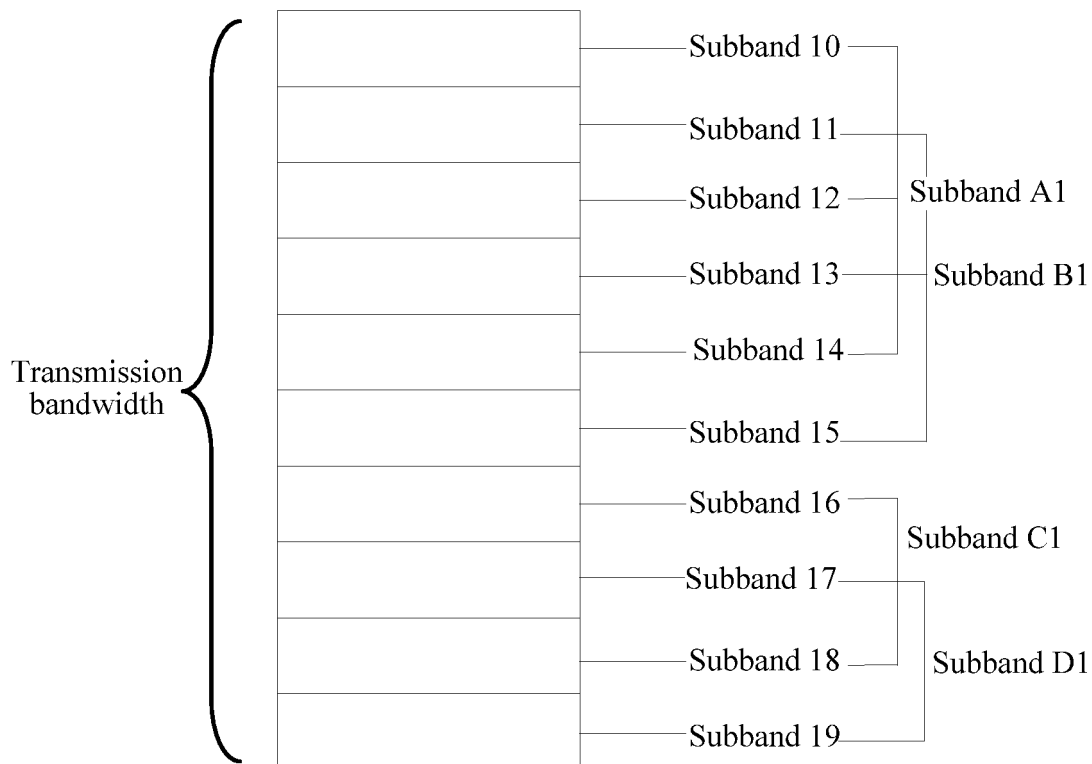 Subband 10
Subband 11
Subband 12
Subband A1
Subband 13
Subband B1
Subband 14
Transmission
bandwidth
Subband 15
Subband 16
Subband C1
Subband 17
Subband 18
Subband D1
Subband 19